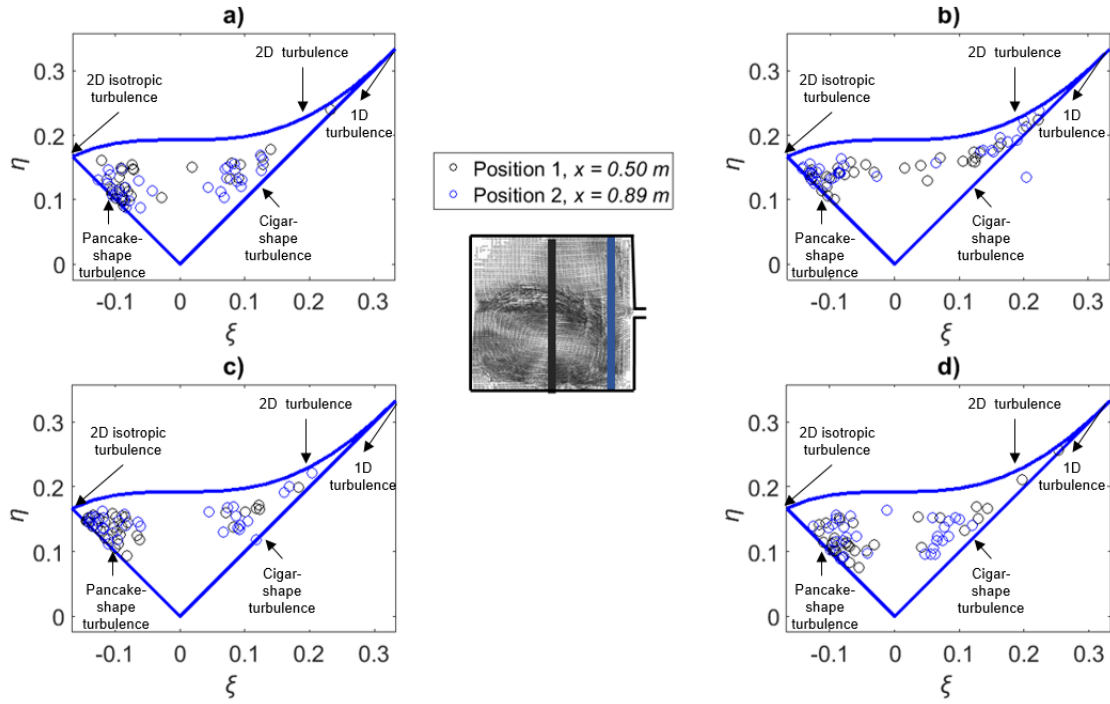 a)
0.3
0.2
0.1
0
η
-0.1
0
0.1
0.2
0.3
ξ
2D turbulence
2D isotropic
turbulence
1D
turbulence
Pancake-
shape
turbulence
Cigar-
shape
turbulence
Position 1, x = 0.50 m
Position 2, x = 0.89 m
b)
0.3
0.2
0.1
0
η
-0.1
0
0.1
0.2
0.3
ξ
2D turbulence
2D isotropic
turbulence
1D
turbulence
Pancake-
shape
turbulence
Cigar-
shape
turbulence
c)
0.3
0.2
0.1
0
η
-0.1
0
0.1
0.2
0.3
ξ
2D turbulence
2D isotropic
turbulence
1D
turbulence
Pancake-
shape
turbulence
Cigar-
shape
turbulence
d)
0.3
0.2
0.1
0
η
-0.1
0
0.1
0.2
0.3
ξ
2D turbulence
2D isotropic
turbulence
1D
turbulence
Pancake-
shape
turbulence
Cigar-
shape
turbulence